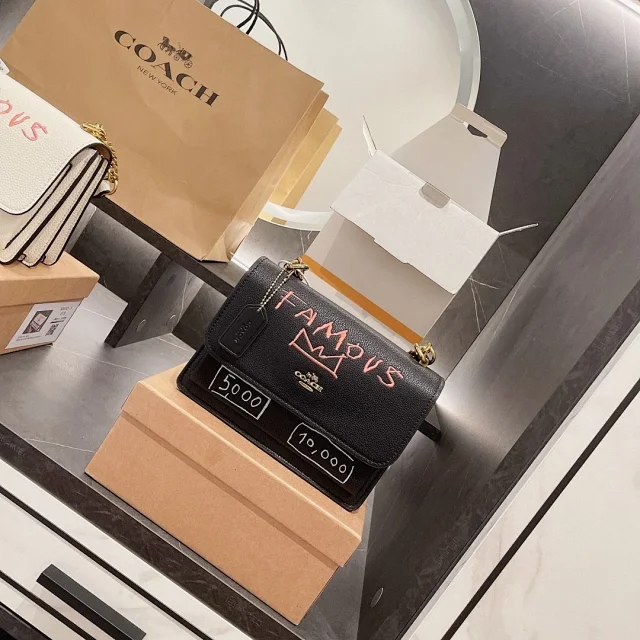 COACH
NEW YORK
OUS
FAMOUS
COACH
5000
10,000